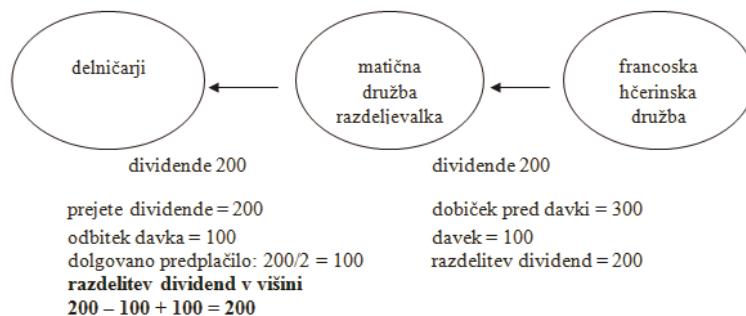 delničarji
matična
družba
razdeljevalka
francoska
hčerinska
družba
dividende 200
dividende 200
prejete dividende = 200
odbitek davka = 100
dolgovano predplačilo: 200/2 = 100
razdelitev dividend v višini
200 – 100 + 100 = 200
dobiček pred davki = 300
davek = 100
razdelitev dividend = 200